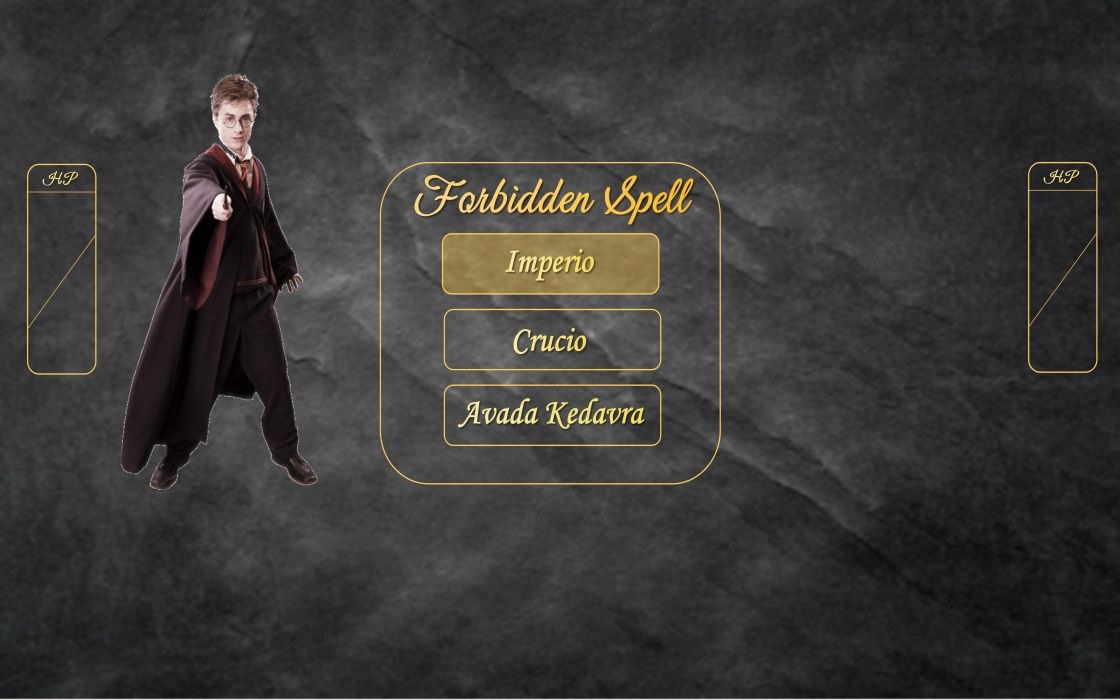 HP
Forbidden Spell
HP
Imperio
Crucio
Avada Kedavra